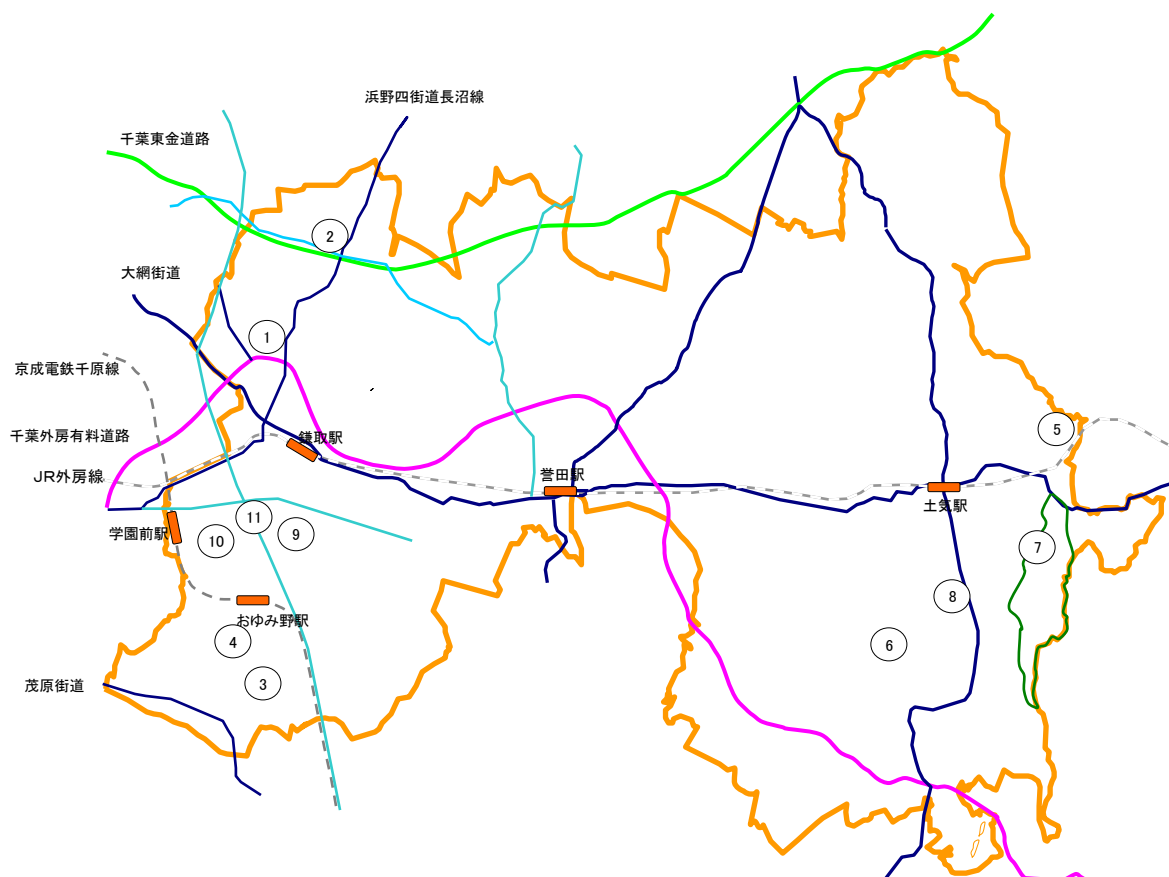 浜野四街道長沼線
千葉東金道路
2
大網街道
1
京成電鉄千原線
千葉外房有料道路
鎌取駅
5
JR外房線
誉田駅
土気駅
11
学園前駅
10
9
7
8
おゆみ野駅
4
6
茂原街道
3